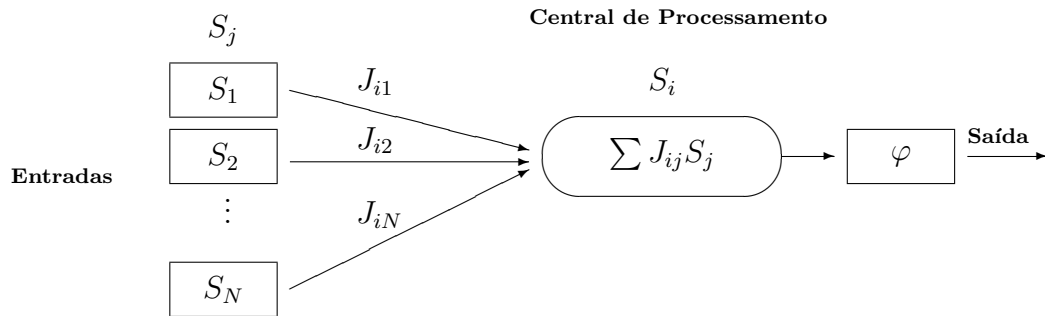 Central de Processamento
S_j
S_1
J_{i1}
S_i
S_2
J_{i2}
∑ J_{ij}S_j
φ
Saída
Entradas
⋮
J_{iN}
S_N